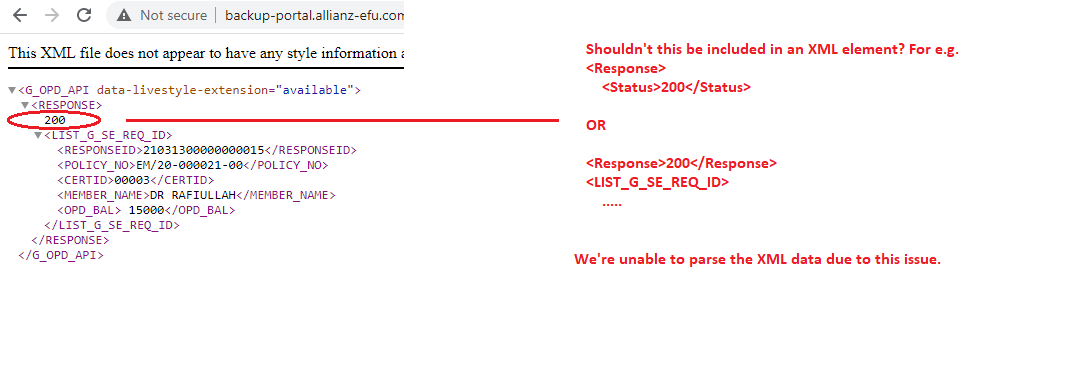 Not secure
backup-portal.allianz-efu.com
This XML file does not appear to have any style information a
<G_OPD_API data-livestyle-extension="available">
<RESPONSE>
200
<LIST_G_SE_REQ_ID>
<RESPONSEID>21031300000000015</RESPONSEID>
<POLICY_NO>EM/20-000021-00</POLICY_NO>
<CERTID>00003</CERTID>
<MEMBER_NAME>DR RAFIULLAH</MEMBER_NAME>
<OPD_BAL> 15000</OPD_BAL>
</LIST_G_SE_REQ_ID>
</RESPONSE>
</G_OPD_API>
Shouldn't this be included in an XML element? For e.g.
<Response>
<Status>200</Status>
OR
<Response>200</Response>
<LIST_G_SE_REQ_ID>
.....
We're unable to parse the XML data due to this issue.